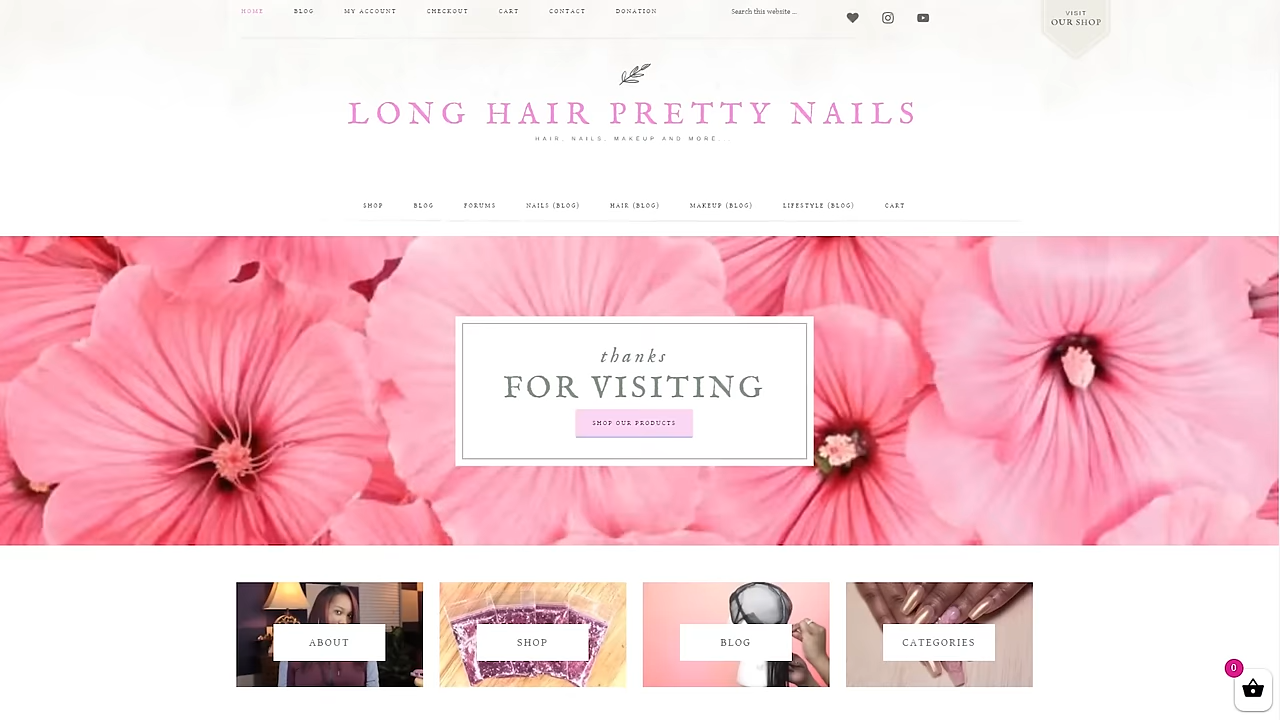 HOME BLOG MY ACCOUNT CHECKOUT CART CONTACT DONATION Search this website ...
VISIT
OUR SHOP
LONG HAIR PRETTY NAILS
HAIR, NAILS, MAKEUP AND MORE...
SHOP BLOG FORUMS NAILS (BLOG) HAIR (BLOG) MAKEUP (BLOG) LIFESTYLE (BLOG) CART
thanks
FOR VISITING
SHOP OUR PRODUCTS
ABOUT SHOP BLOG CATEGORIES
0